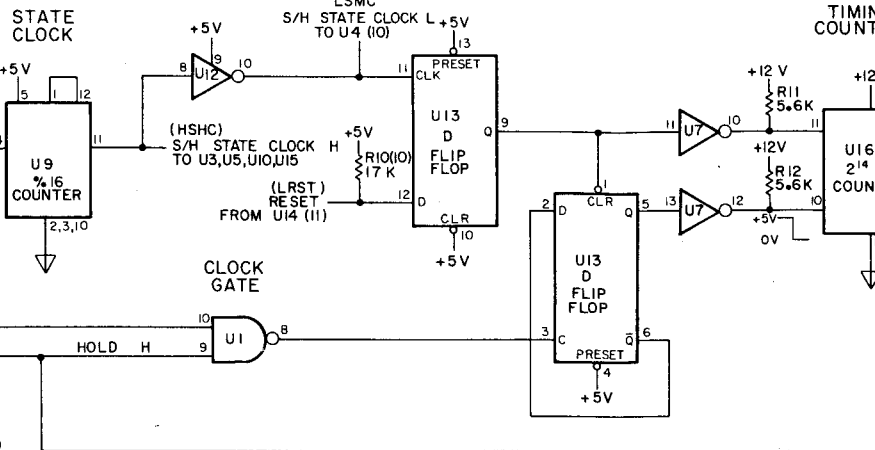 STATE
CLOCK
+5V
5
1
12
11
U9
%16
COUNTER
2,3,10
+5V
9
8
U12
10
(HSHC)
S/H STATE CLOCK H
TO U3,U5,U10,U15
LSMC
S/H STATE CLOCK L
TO U4 (10)
+5V
13
PRESET
11
CLK
U13
D
FLIP
FLOP
Q
9
12
D
CLR
10
+5V
+5V
R10(10)
17 K
(LRST)
RESET
FROM U14 (11)
11
U7
10
+12 V
R11
5.6K
11
+12V
R12
5.6K
10
+5V
0V
TIMIN
COUNT
+12
U16
2¹⁴
COUN
1
CLR
2
D
Q
5
13
U7
12
U13
D
FLIP
FLOP
3
C
Q̅
6
PRESET
4
+5V
CLOCK
GATE
10
9
U1
8
HOLD H